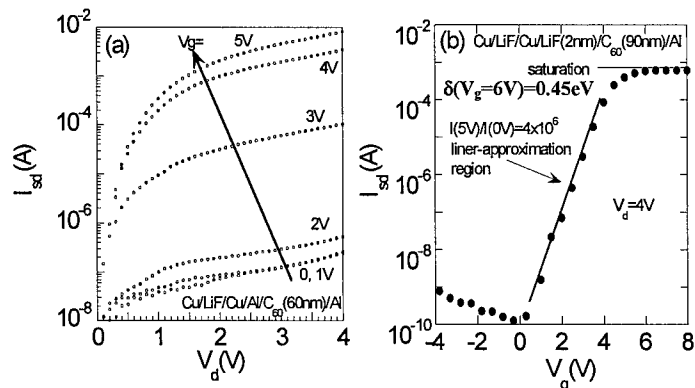 (a)
Vg=
5V
4V
3V
2V
0, 1V
Cu/LiF/Cu/Al/C60(60nm)/Al
10-2
10-4
10-6
10-8
Isd(A)
0 1 2 3 4
Vd(V)
(b)
Cu/LiF/Cu/LiF(2nm)/C60(90nm)/Al
saturation
δ(Vg=6V)=0.45eV
I(5V)/I(0V)=4x10^6
liner-approximation
region
Vd=4V
10-2
10-4
10-6
10-8
10-10
Isd(A)
-4 -2 0 2 4 6 8
Vg(V)